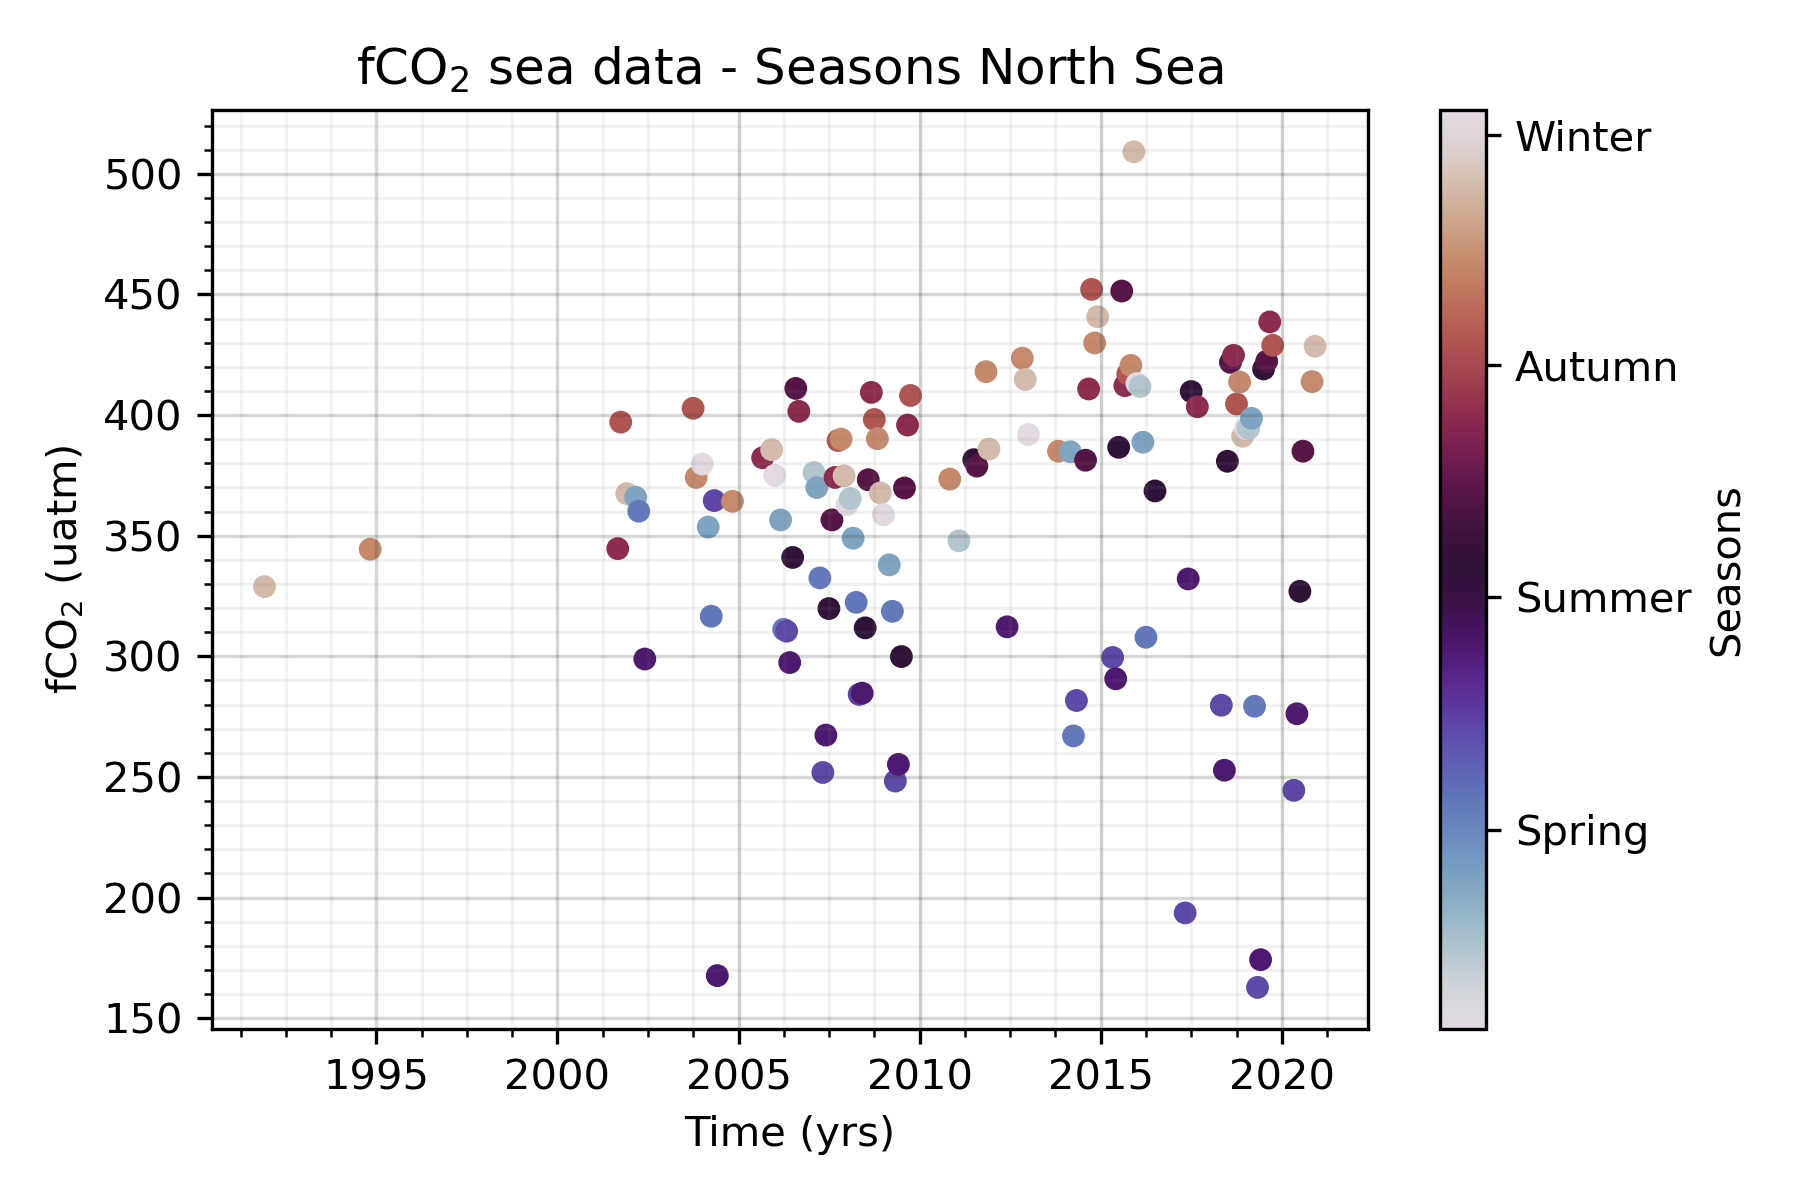 fCO₂ sea data - Seasons North Sea
500
450
400
350
300
250
200
150
fCO₂ (uatm)
1995 2000 2005 2010 2015 2020
Time (yrs)
Winter
Autumn
Summer
Spring
Seasons